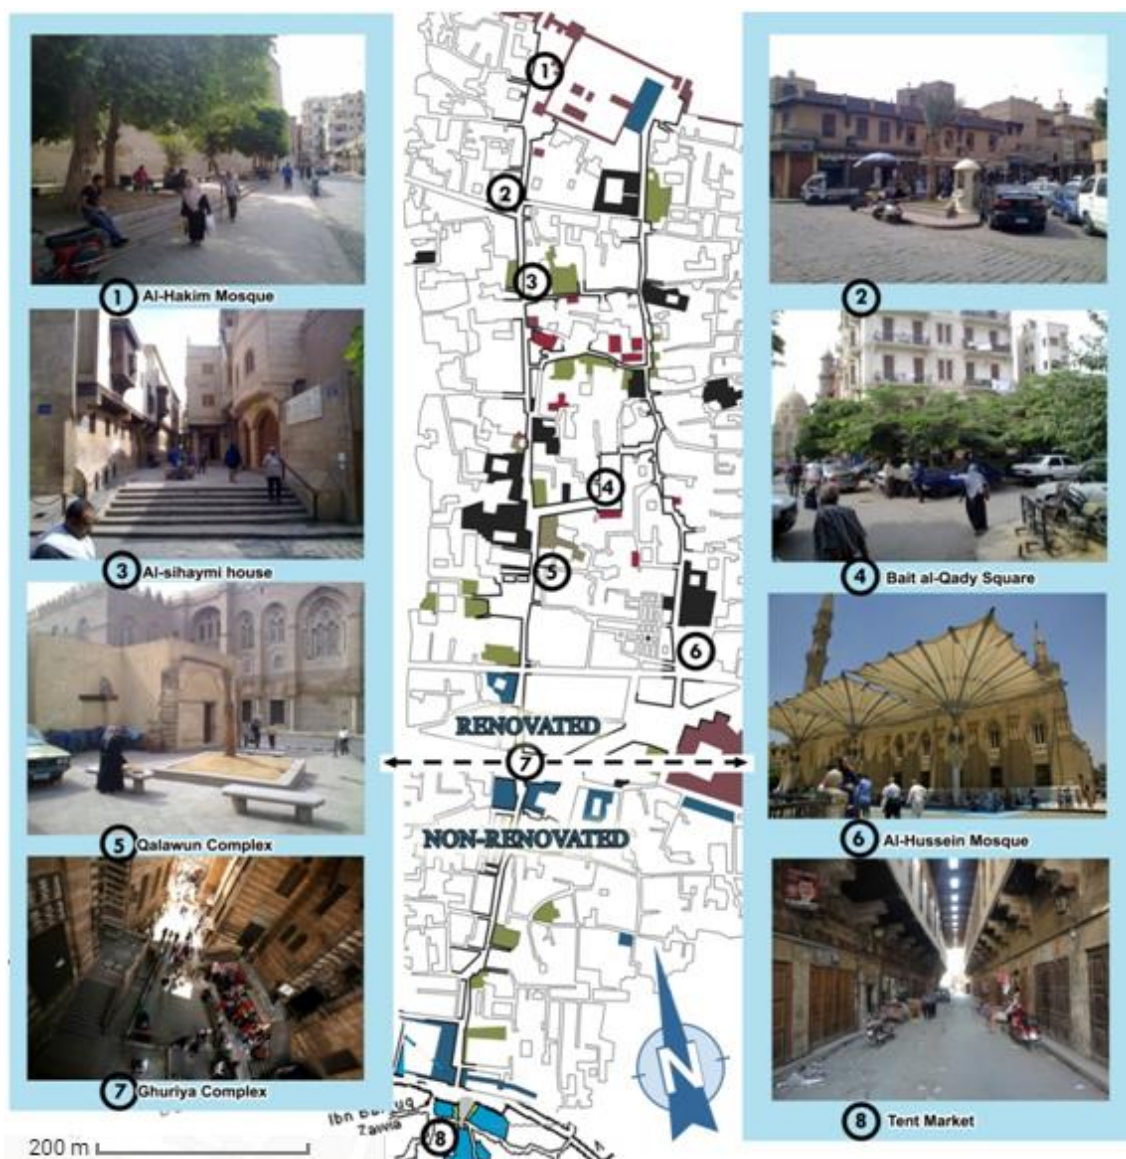 1 Al-Hakim Mosque
2
3 Al-sihaymi house
4 Bait al-Qady Square
5 Qalawun Complex
6 Al-Hussein Mosque
7 Ghuriya Complex
8 Tent Market
1
2
3
4
5
6
RENOVATED
7
NON-RENOVATED
N
Ibn
Zawia
8
200 m